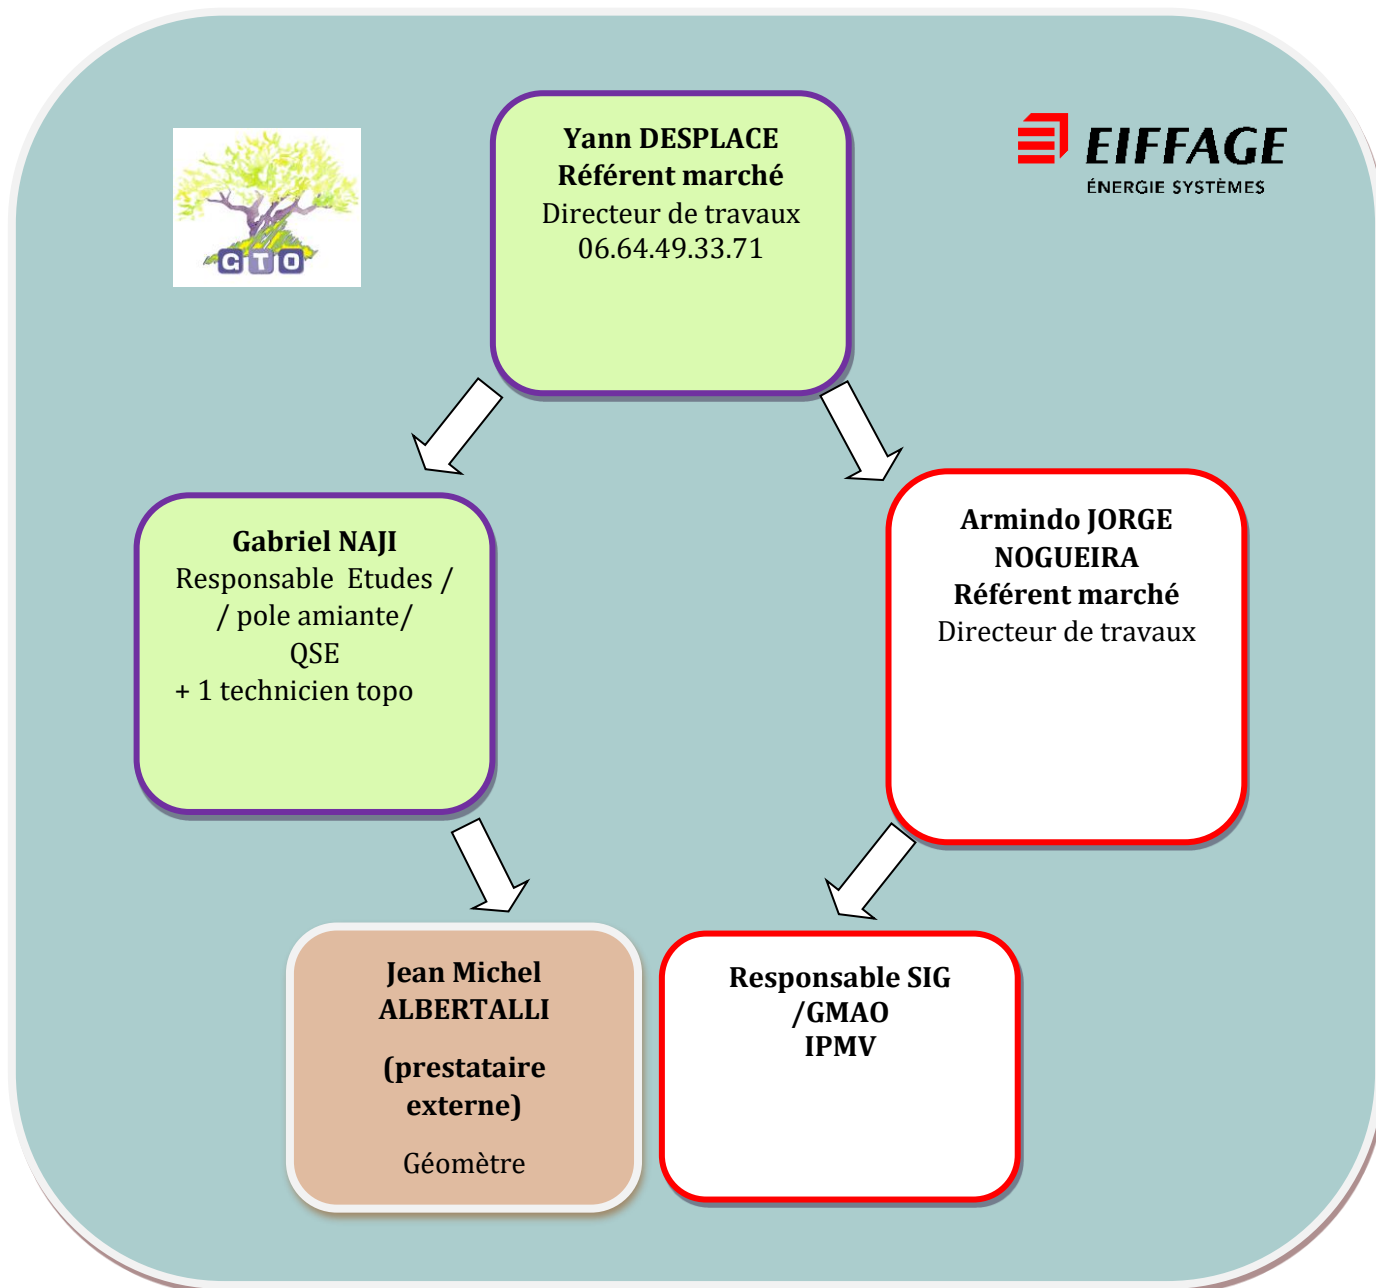 GTO
EIFFAGE
ÉNERGIE SYSTÈMES
Yann DESPLACE
Référent marché
Directeur de travaux
06.64.49.33.71
Gabriel NAJI
Responsable  Etudes /
/ pole amiante/
QSE
+ 1 technicien topo
Armindo JORGE
NOGUEIRA
Référent marché
Directeur de travaux
Jean Michel
ALBERTALLI
(prestataire
externe)
Géomètre
Responsable SIG
/GMAO
IPMV